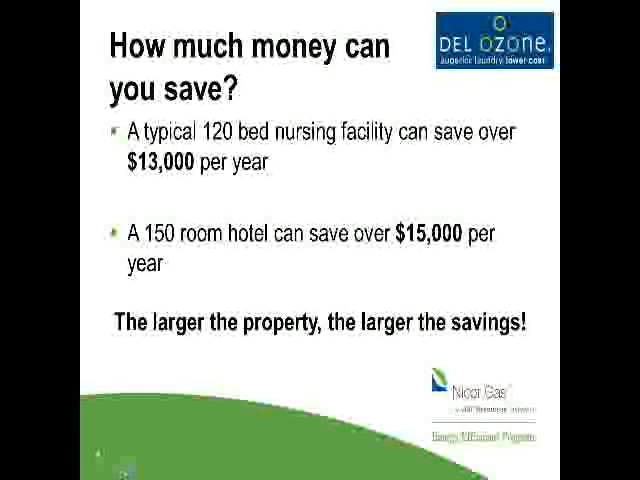 How much money can
you save?
DEL OZONE.
superior laundry lower cost
A typical 120 bed nursing facility can save over
$13,000 per year
A 150 room hotel can save over $15,000 per
year
The larger the property, the larger the savings!
Nicor Gas
Energy Efficiency Program